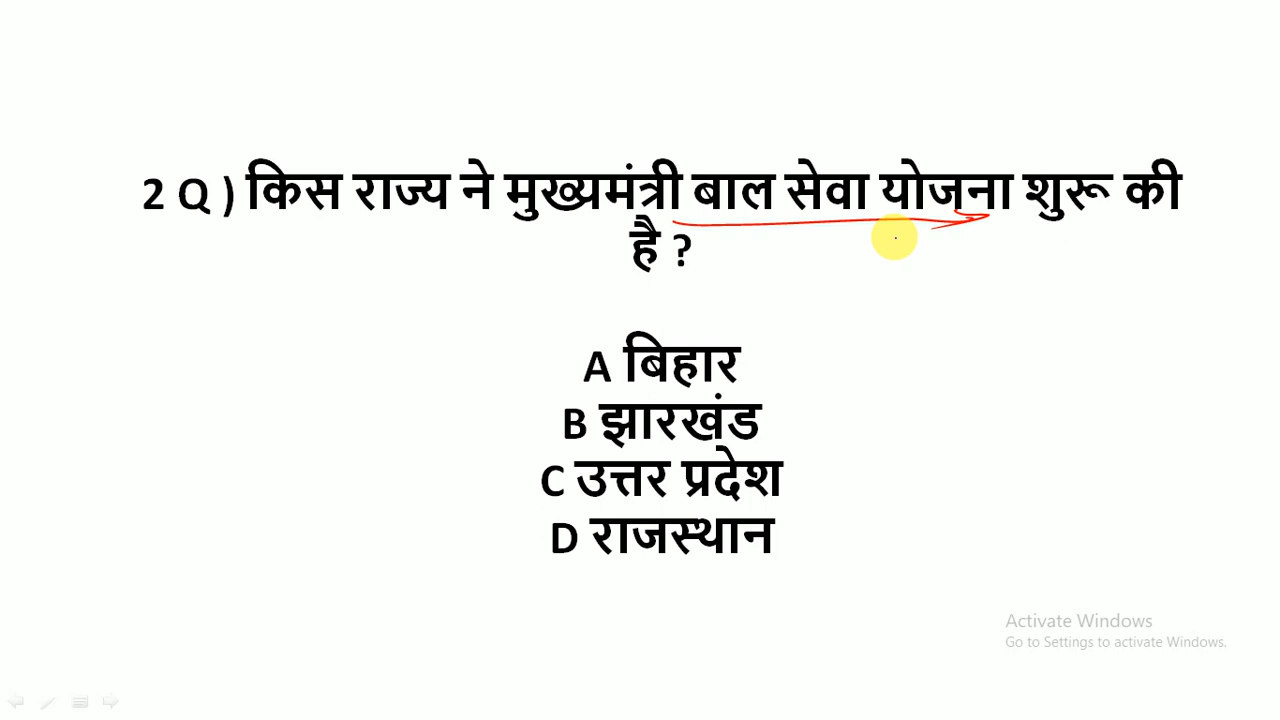 2 Q ) किस राज्य ने मुख्यमंत्री बाल सेवा योजना शुरू की
है ?
A बिहार
B झारखंड
C उत्तर प्रदेश
D राजस्थान
Activate Windows
Go to Settings to activate Windows.